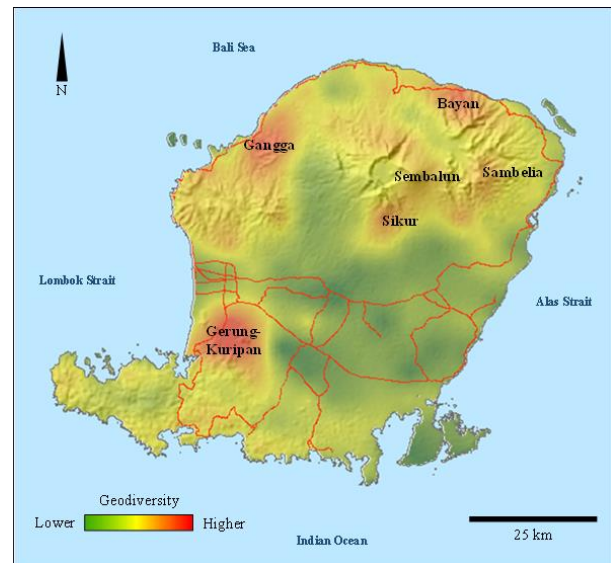 Bali Sea
N
Bayan
Gangga
Sembalun
Sambelia
Sikur
Lombok Strait
Alas Strait
Gerung-
Kuripan
Geodiversity
Lower
Higher
25 km
Indian Ocean